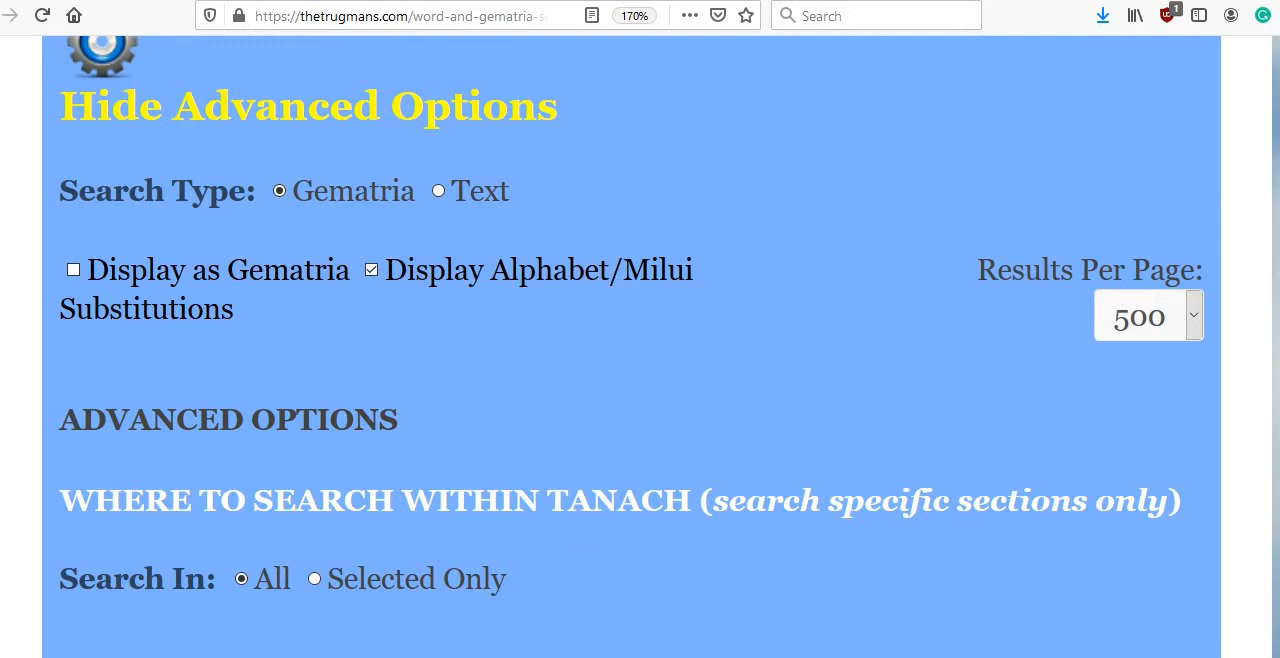 https://thetrugmans.com/word-and-gematria-s
170%
Search
1
Hide Advanced Options
Search Type: Gematria Text
Display as Gematria Display Alphabet/Milui Substitutions
Results Per Page:
500
ADVANCED OPTIONS
WHERE TO SEARCH WITHIN TANACH (search specific sections only)
Search In: All Selected Only